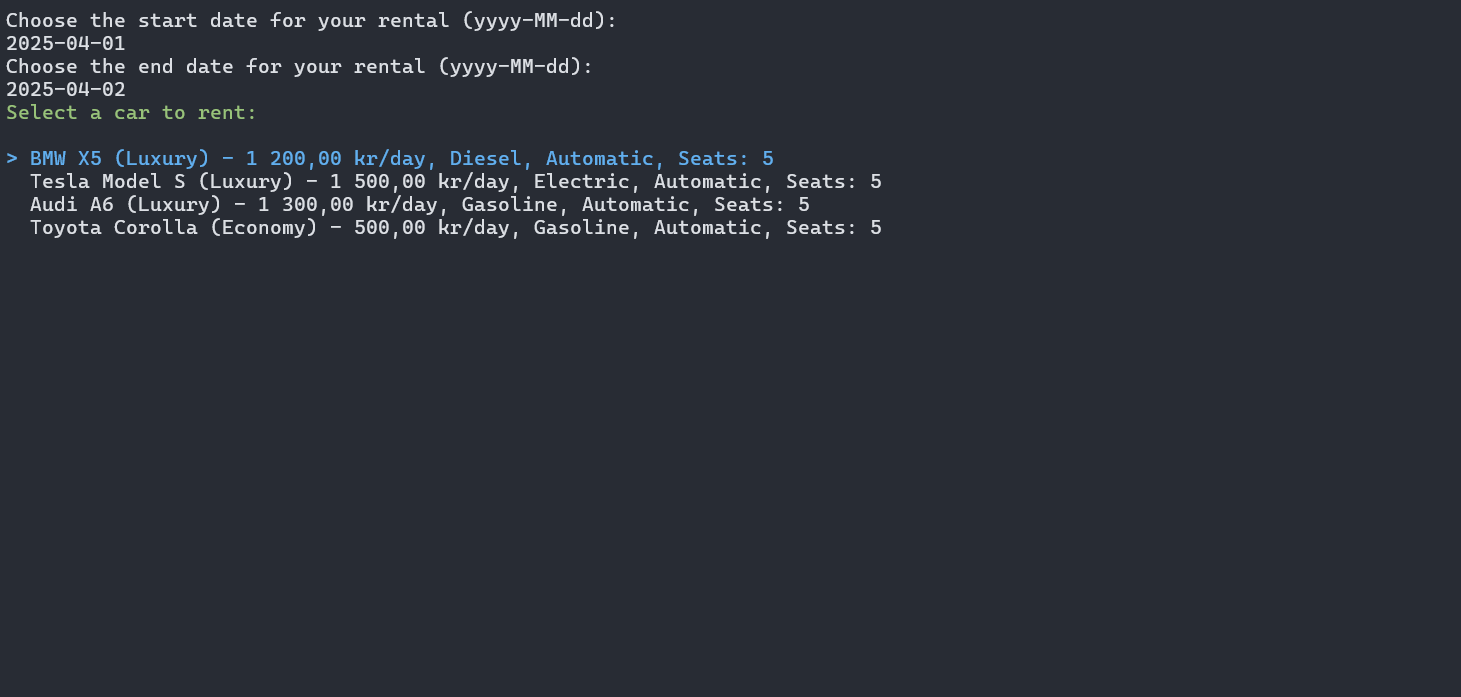 Choose the start date for your rental (yyyy-MM-dd):
2025-04-01
Choose the end date for your rental (yyyy-MM-dd):
2025-04-02
Select a car to rent:
> BMW X5 (Luxury) - 1 200,00 kr/day, Diesel, Automatic, Seats: 5
Tesla Model S (Luxury) - 1 500,00 kr/day, Electric, Automatic, Seats: 5
Audi A6 (Luxury) - 1 300,00 kr/day, Gasoline, Automatic, Seats: 5
Toyota Corolla (Economy) - 500,00 kr/day, Gasoline, Automatic, Seats: 5